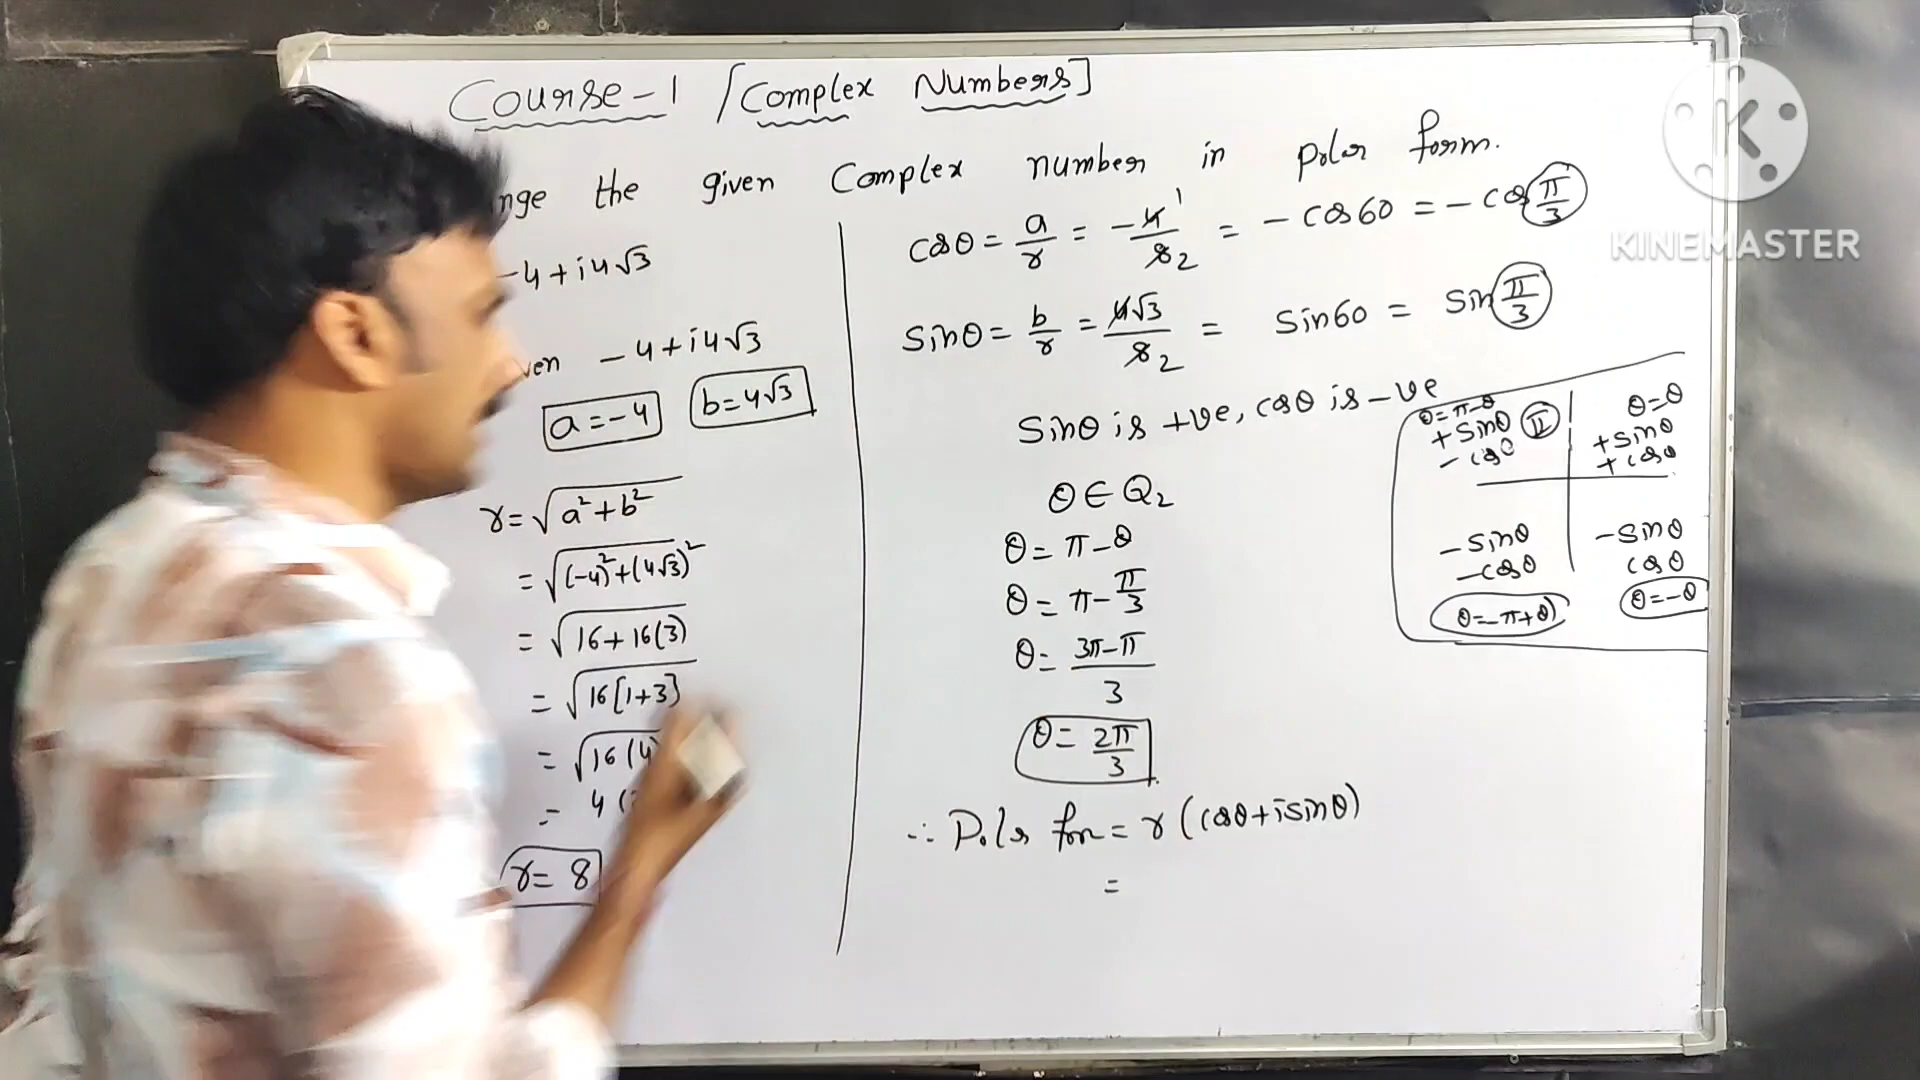 Course-1 [Complex Numbers]
the given Complex number in polar form.
-4+i4√3
-4+i4√3
a=-4 b=4√3
r=√a²+b²
=√(-4)²+(4√3)²
=√16+16(3)
=√16[1+3]
=√16(4)
= 4(
r= 8
cosθ= a/r = -4/8 1 2 = -cos60 = -cos π/3
sinθ= b/r = 4√3/8 2 = sin60 = sin π/3
sinθ is +ve, cosθ is -ve
θ∈Q₂
θ= π-θ
θ= π-π/3
θ= 3π-π/3
θ= 2π/3
∴ Polar form = r(cosθ+isinθ)
=
θ=π-θ
+sinθ II
-cosθ
θ=θ
+sinθ
+cosθ
-sinθ
-cosθ
θ=-π+θ
-sinθ
cosθ
θ=-θ
K
KINEMASTER